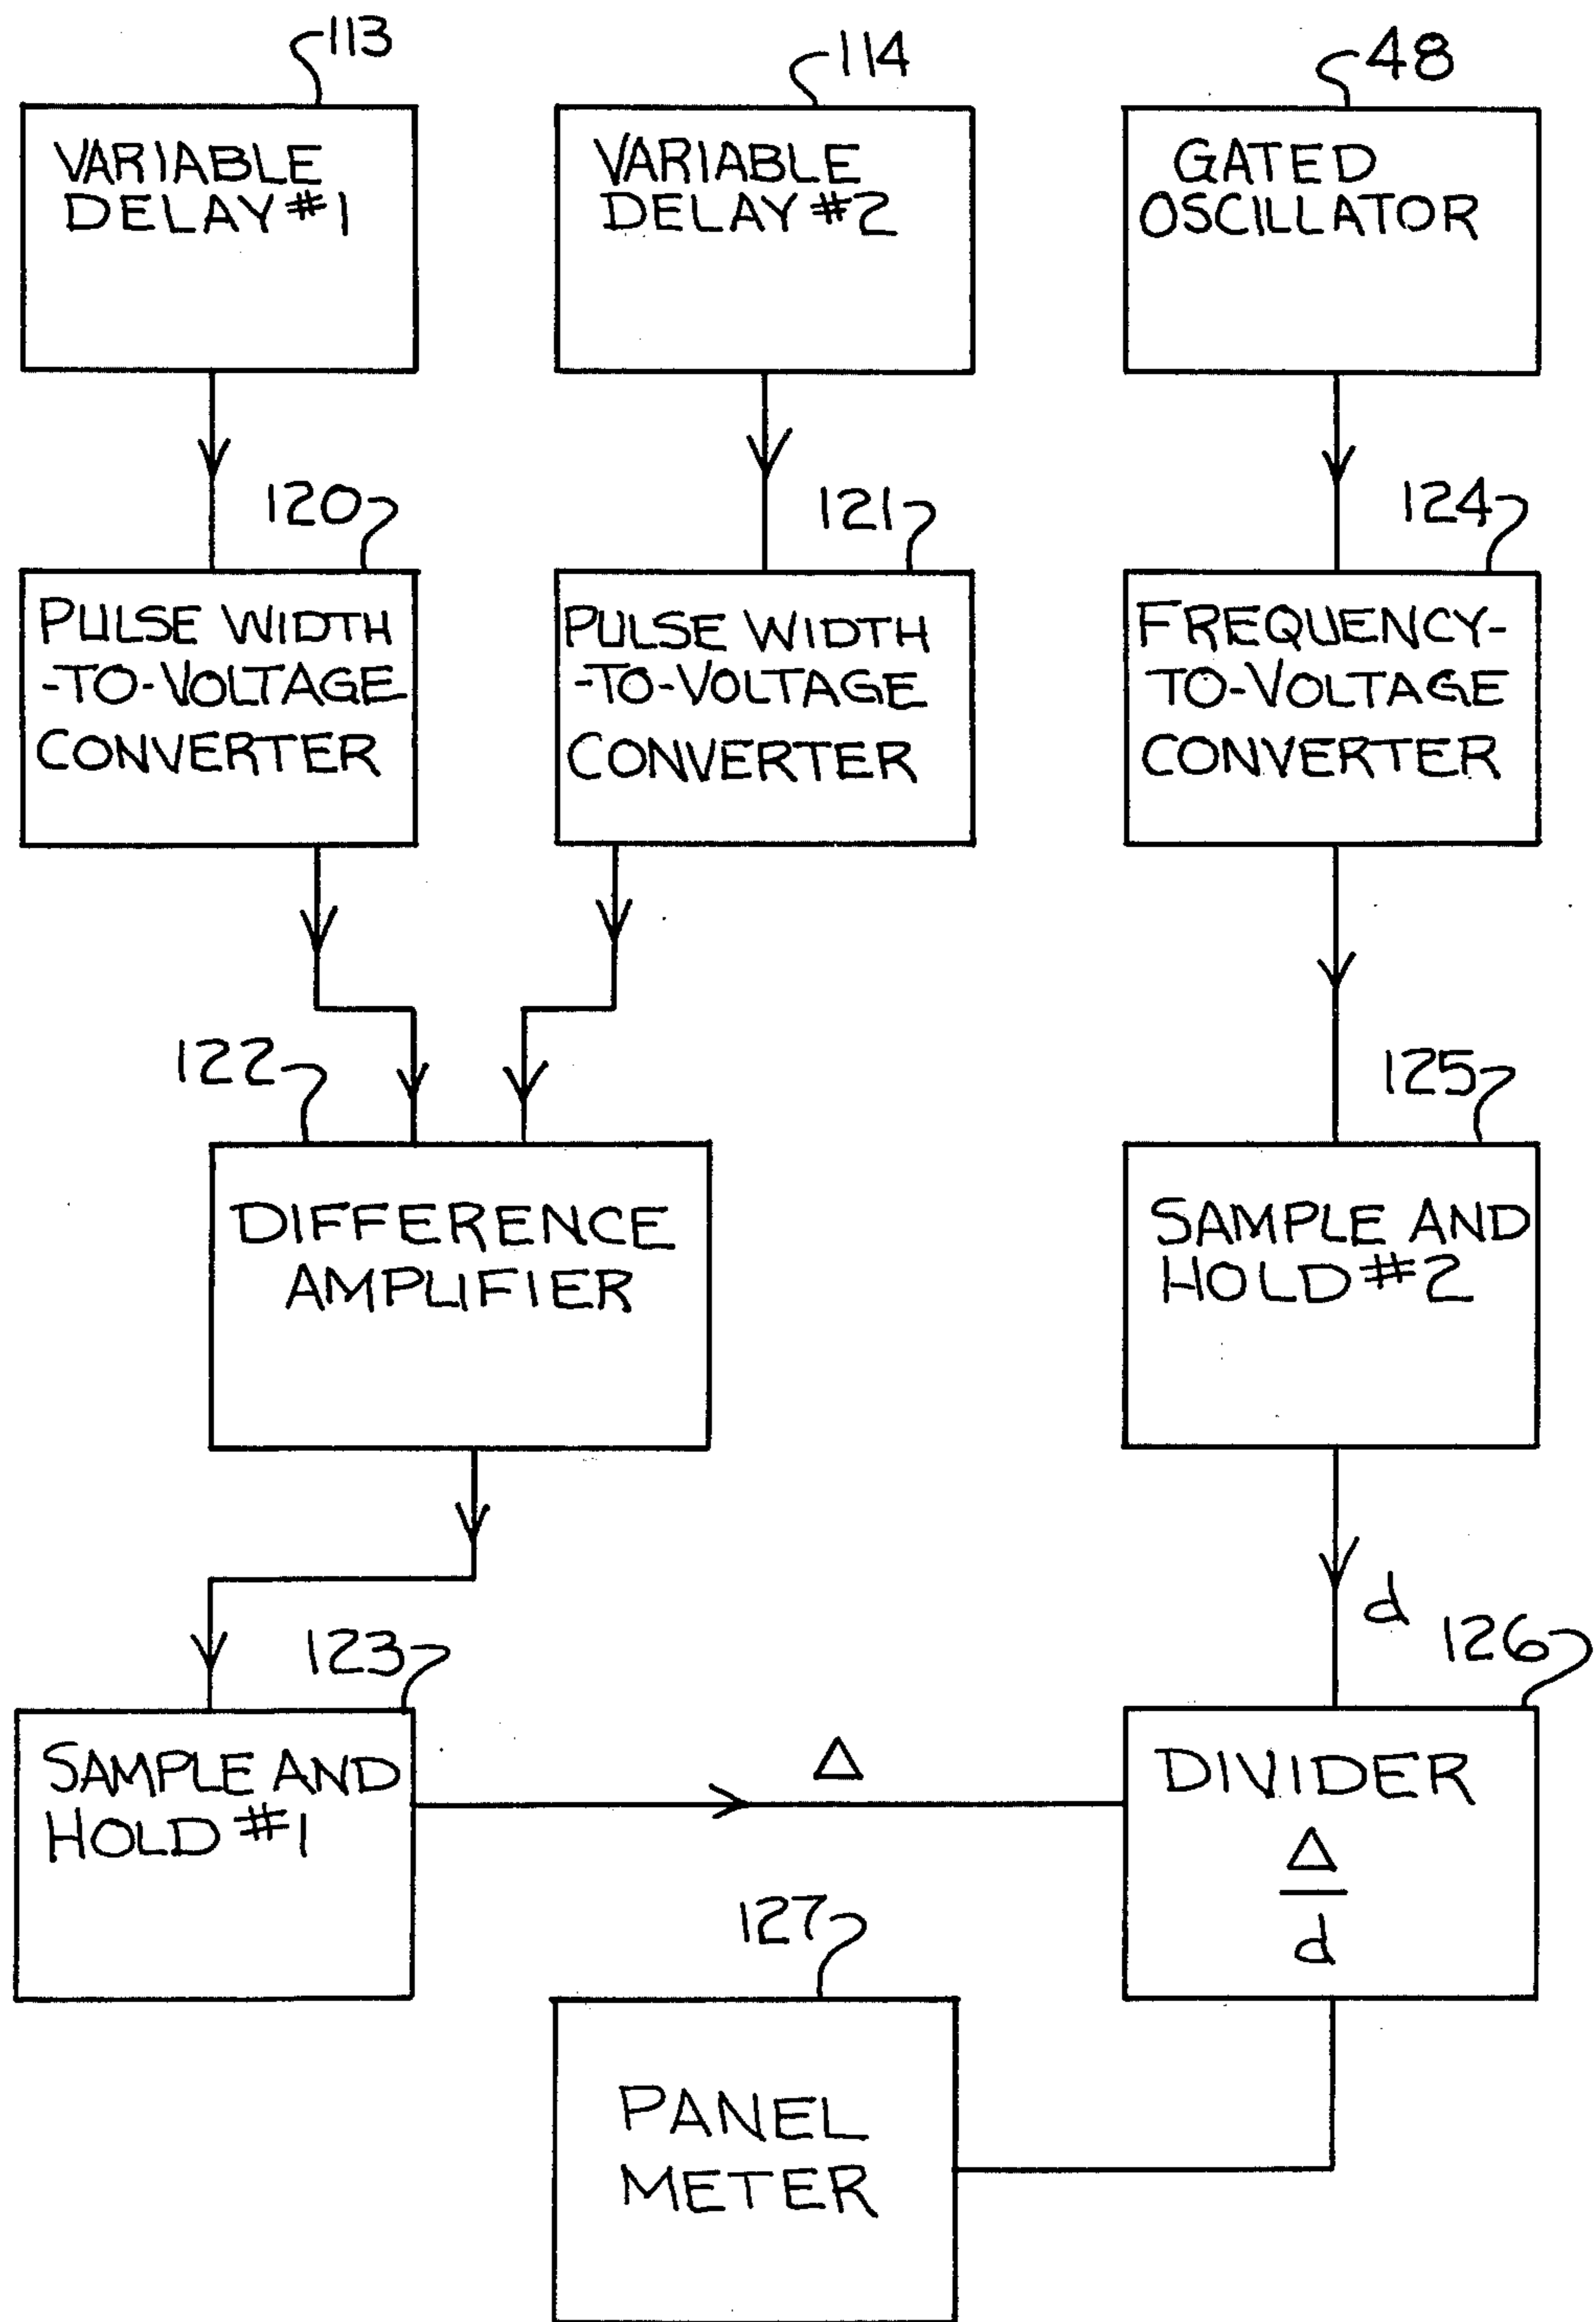 113
114
48
VARIABLE
DELAY #1
VARIABLE
DELAY #2
GATED
OSCILLATOR
120
121
124
PULSE WIDTH
-TO-VOLTAGE
CONVERTER
PULSE WIDTH
-TO-VOLTAGE
CONVERTER
FREQUENCY-
TO-VOLTAGE
CONVERTER
122
125
DIFFERENCE
AMPLIFIER
SAMPLE AND
HOLD #2
d
123
126
SAMPLE AND
HOLD #1
Δ
DIVIDER
Δ
d
127
PANEL
METER